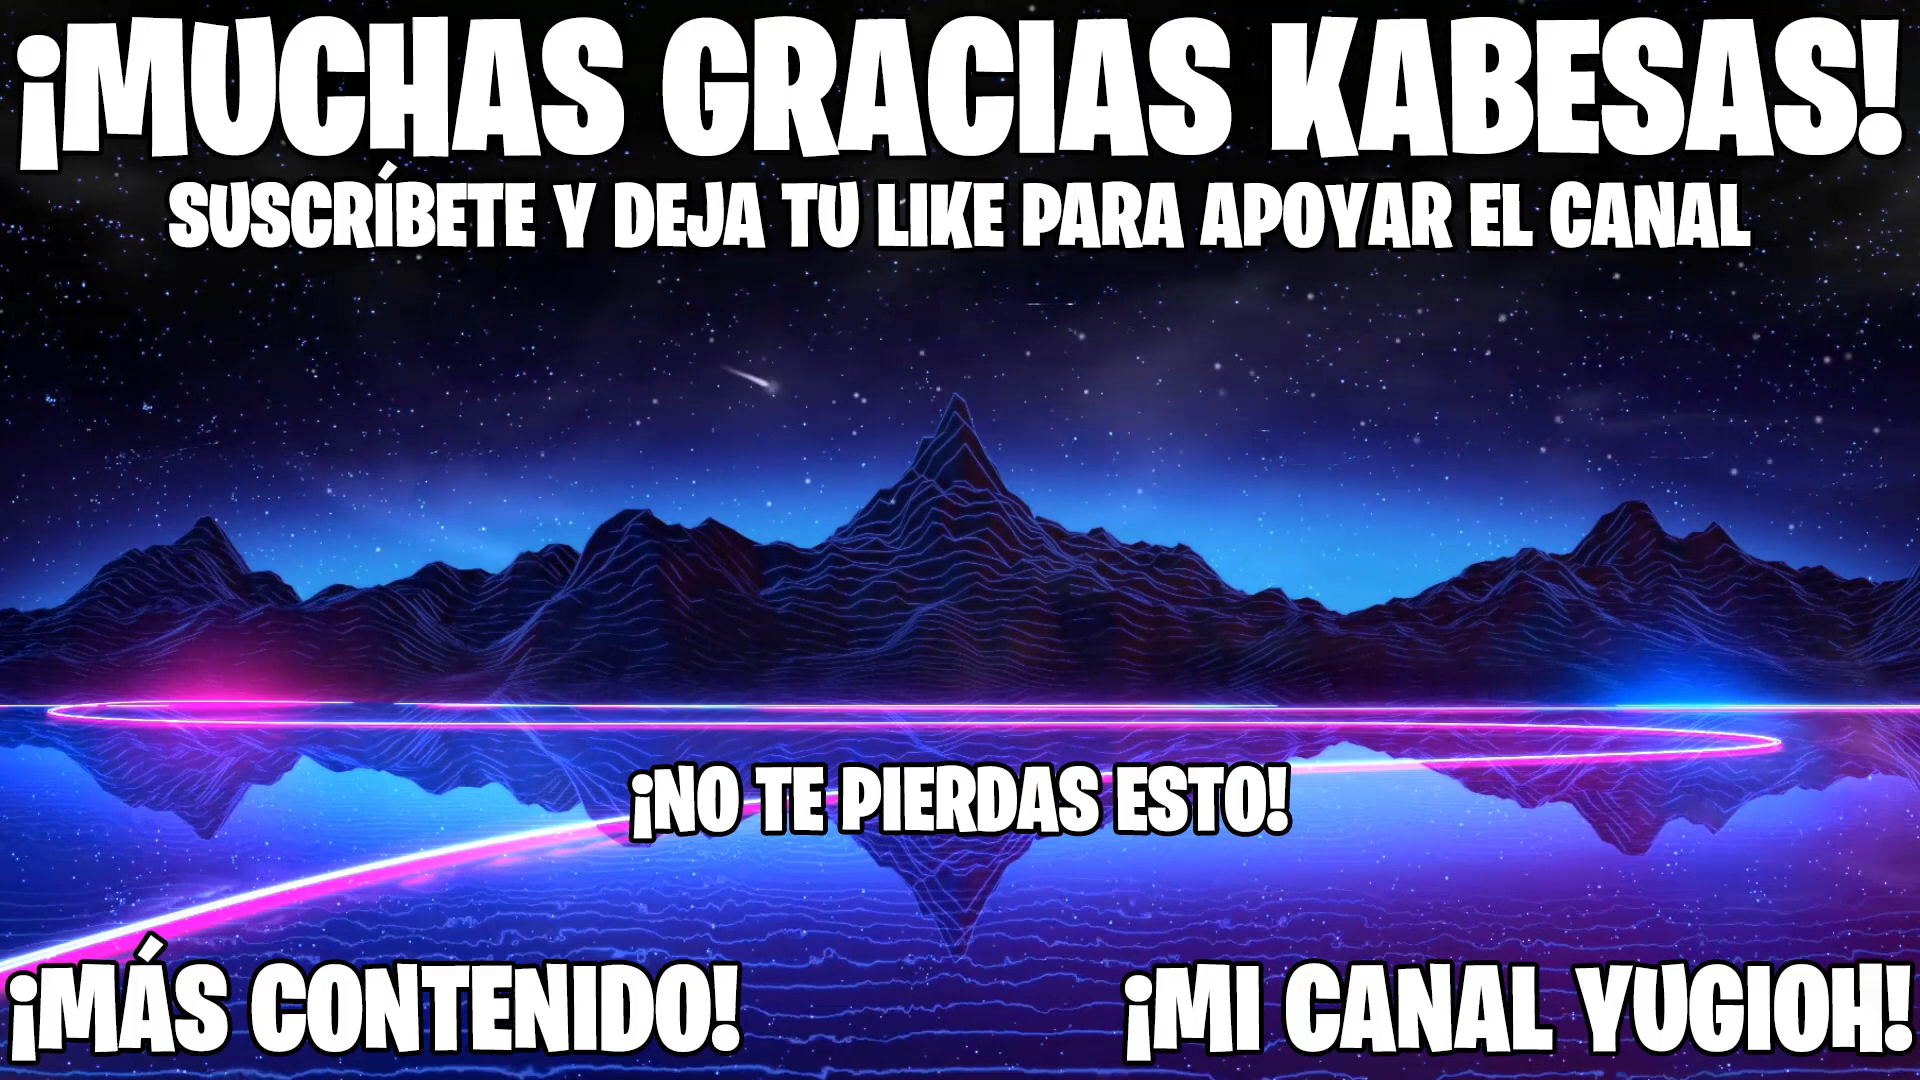 ¡MUCHAS GRACIAS KABESAS!
SUSCRÍBETE Y DEJA TU LIKE PARA APOYAR EL CANAL
¡NO TE PIERDAS ESTO!
¡MÁS CONTENIDO!
¡MI CANAL YUGIOH!